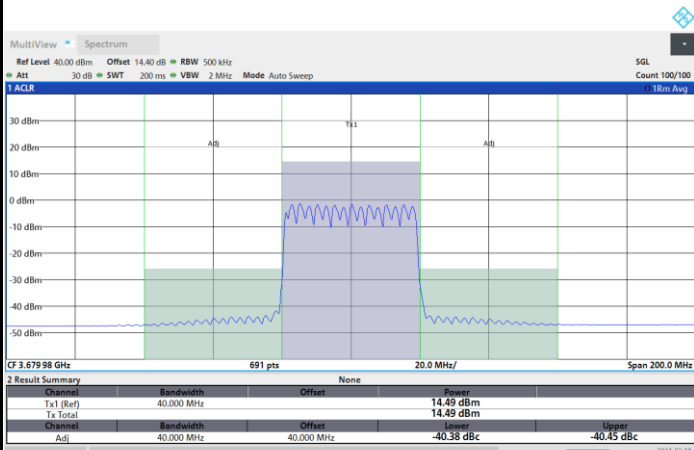 MultiView Spectrum
Ref Level 40.00 dBm Offset 14.40 dB RBW 500 kHz SGL
Att 30 dB SWT 200 ms VBW 2 MHz Mode Auto Sweep Count 100/100
1 ACLR 1Rm Avg
Tx1
Adj Adj
30 dBm
20 dBm
10 dBm
0 dBm
-10 dBm
-20 dBm
-30 dBm
-40 dBm
-50 dBm
CF 3.679 98 GHz 691 pts 20.0 MHz/ Span 200.0 MHz
2 Result Summary None
Channel Bandwidth Offset Power
Tx1 (Ref) 40.000 MHz 14.49 dBm
Tx Total 14.49 dBm
Channel Bandwidth Offset Lower Upper
Adj 40.000 MHz 40.000 MHz -40.38 dBc -40.45 dBc